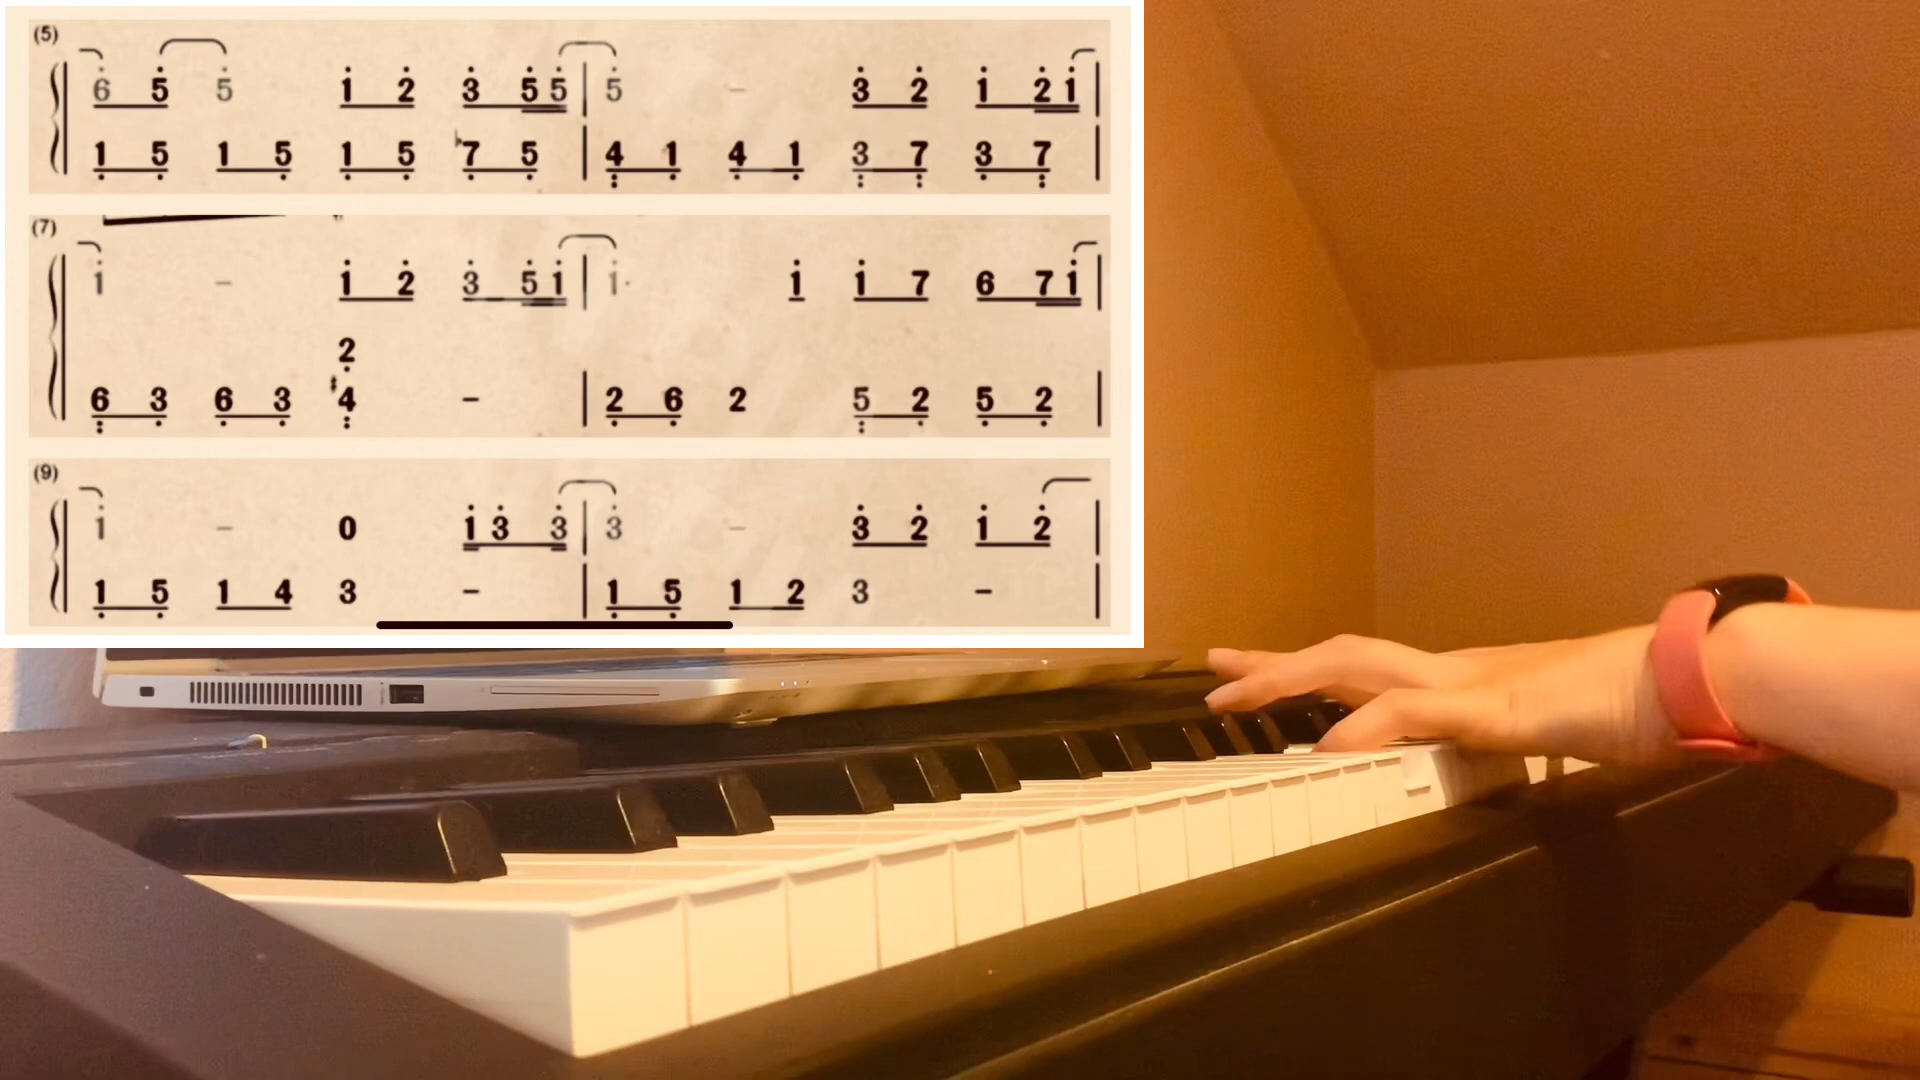 (5)
6̇ 5̇ 5̇ 1̇ 2̇ 3̇ 5̇ 5̇ | 5̇ - 3̇ 2̇ 1̇ 2̇ 1̇ |
1 5 1 5 1 5 ♭7 5 | 4 1 4 1 3 7 3 7 |
(7)
1̇ - 1̇ 2̇ 3̇ 5̇ 1̇ | 1̇· 1̇ 1̇ 7 6 7 1̇ |
2
6 3 6 3 ♯4 - | 2 6 2 5 2 5 2 |
(9)
1̇ - 0 1̇ 3̇ 3̇ | 3̇ - 3̇ 2̇ 1̇ 2̇ |
1 5 1 4 3 - | 1 5 1 2 3 - |